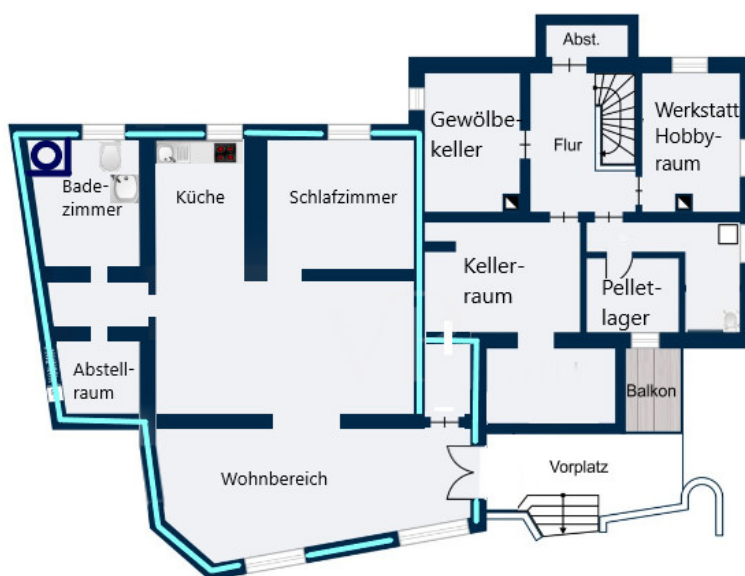 Abst.
Gewölbe-
keller
Flur
Werkstatt
Hobby-
raum
Bade-
zimmer
Küche
Schlafzimmer
Keller-
raum
Pellet-
lager
Abstell-
raum
Balkon
Wohnbereich
Vorplatz